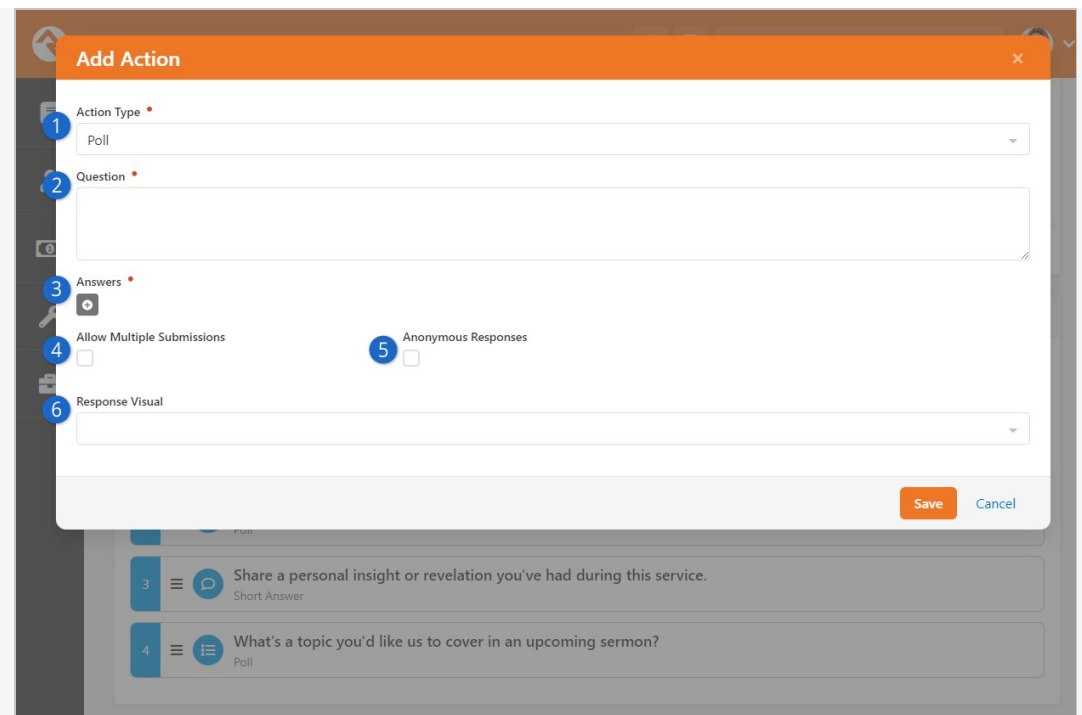 Add Action
×
Action Type •
1
Poll
2
Question •
3
Answers •
Allow Multiple Submissions
4
5
Anonymous Responses
6
Response Visual
Save Cancel
Poll
3 Share a personal insight or revelation you've had during this service.
Short Answer
4 What's a topic you'd like us to cover in an upcoming sermon?
Poll